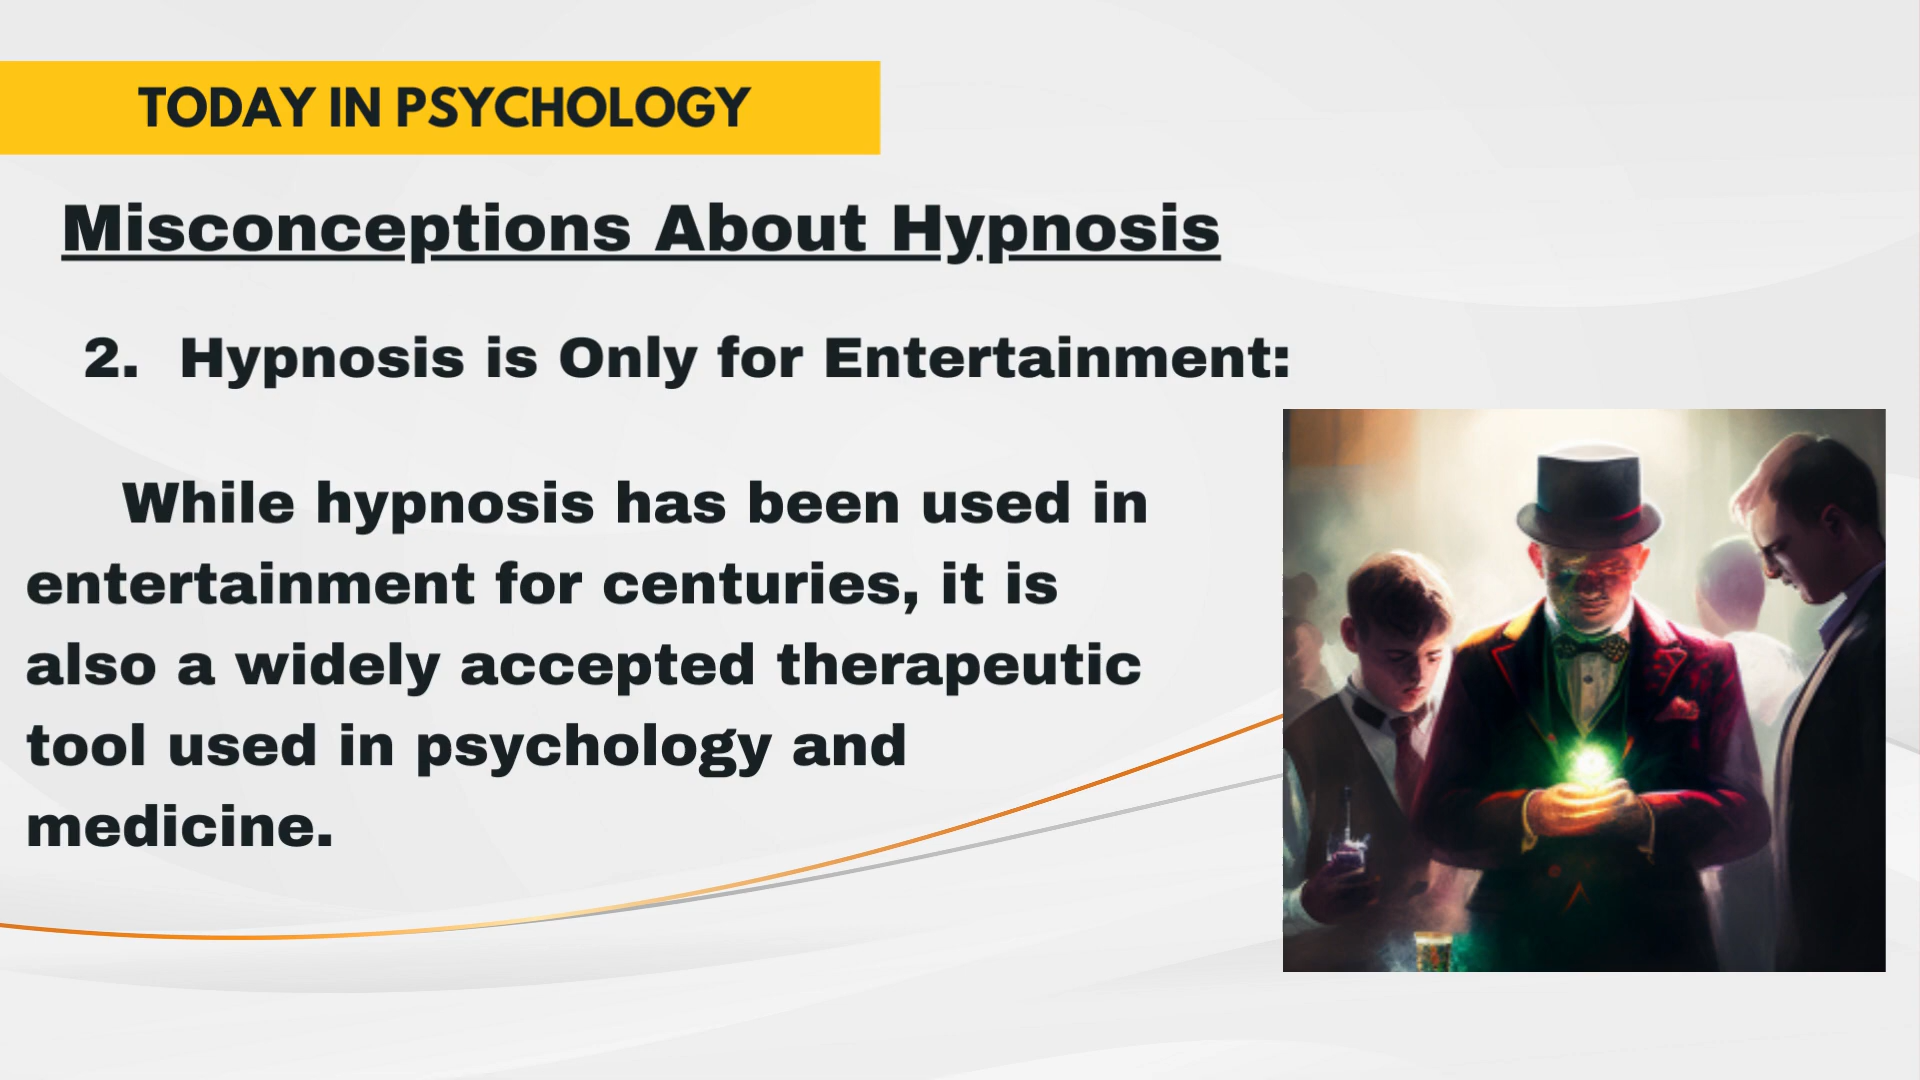 TODAY IN PSYCHOLOGY
Misconceptions About Hypnosis
2. Hypnosis is Only for Entertainment:
While hypnosis has been used in
entertainment for centuries, it is
also a widely accepted therapeutic
tool used in psychology and
medicine.